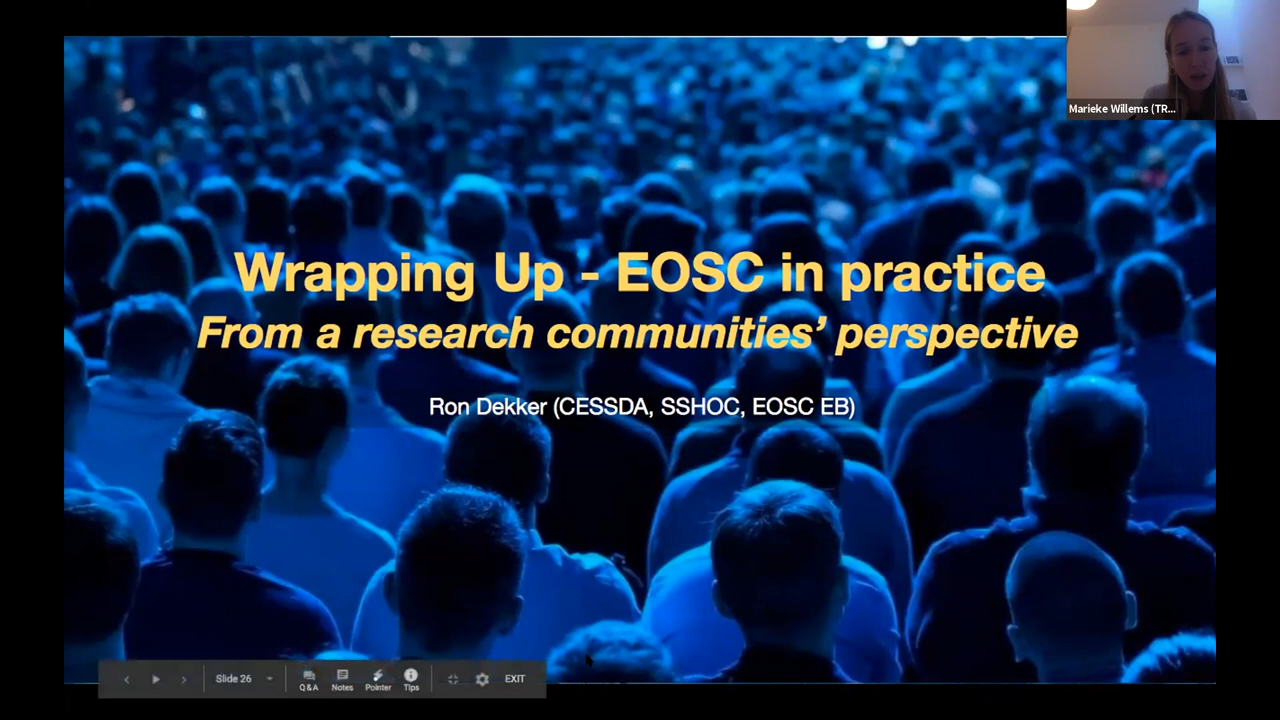 Marieke Willems (TR...
Wrapping Up - EOSC in practice
From a research communities’ perspective
Ron Dekker (CESSDA, SSHOC, EOSC EB)
Slide 26
Q&A
Notes
Pointer
Tips
EXIT